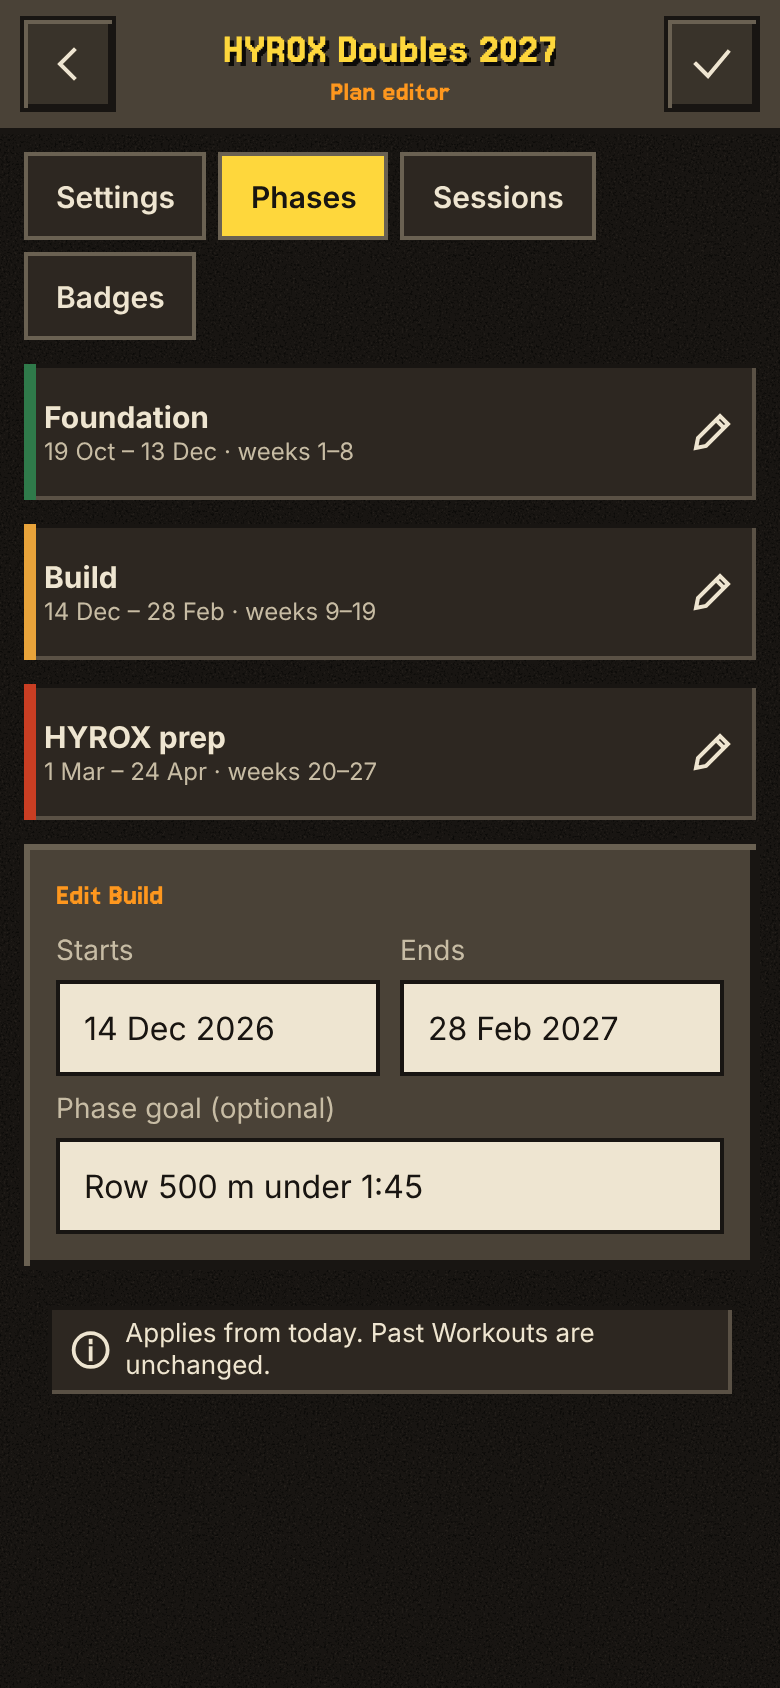 HYROX Doubles 2027
Plan editor
Settings
Phases
Sessions
Badges
Foundation
19 Oct – 13 Dec · weeks 1–8
Build
14 Dec – 28 Feb · weeks 9–19
HYROX prep
1 Mar – 24 Apr · weeks 20–27
Edit Build
Starts
Ends
14 Dec 2026
28 Feb 2027
Phase goal (optional)
Row 500 m under 1:45
Applies from today. Past Workouts are
unchanged.